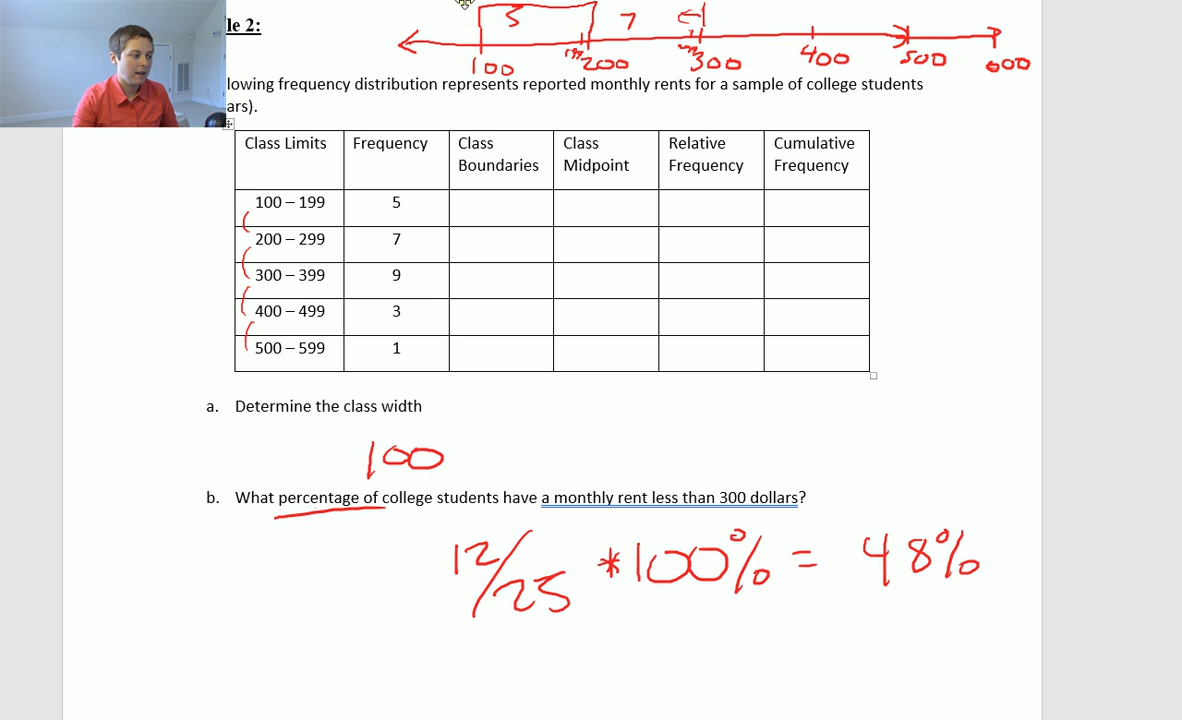 le 2:
5 7 <1
100 199 200 300 400 500 600
lowing frequency distribution represents reported monthly rents for a sample of college students
ars).
Class Limits Frequency Class Boundaries Class Midpoint Relative Frequency Cumulative Frequency
100 – 199 5
200 – 299 7
300 – 399 9
400 – 499 3
500 – 599 1
a. Determine the class width
100
b. What percentage of college students have a monthly rent less than 300 dollars?
12/25 *100% = 48%